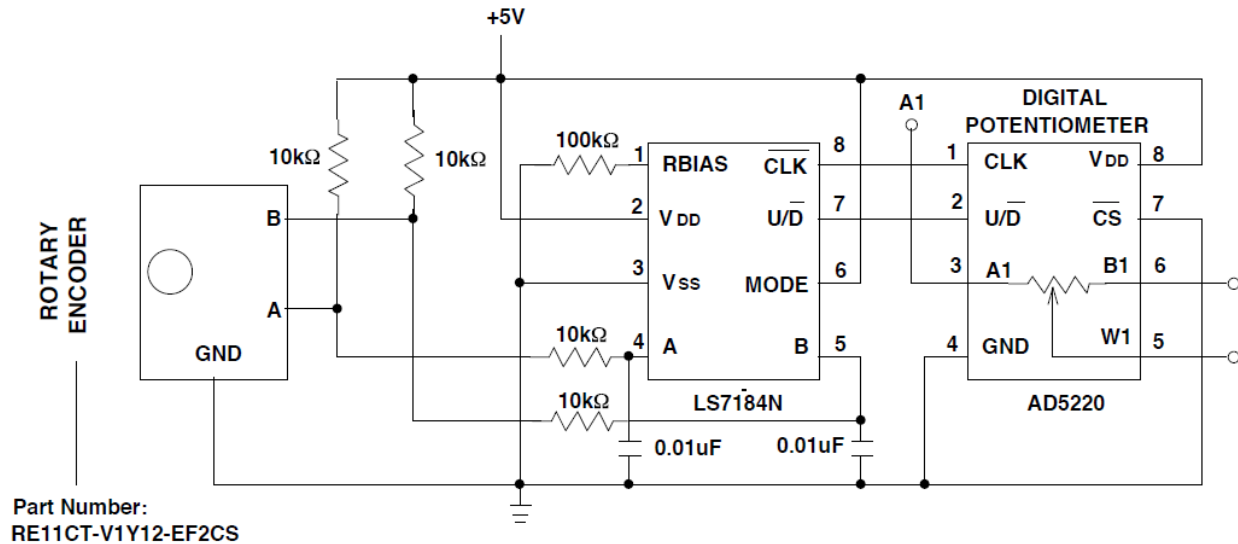 +5V
A1
DIGITAL
POTENTIOMETER
10kΩ
10kΩ
100kΩ
1
RBIAS
CLK
8
1
CLK
VDD
8
B
2
VDD
U/D
7
2
U/D
CS
7
ROTARY
ENCODER
3
VSS
MODE
6
3
A1
B1
6
A
10kΩ
4
A
B
5
4
GND
W1
5
GND
10kΩ
LS7184N
AD5220
0.01uF
0.01uF
Part Number:
RE11CT-V1Y12-EF2CS